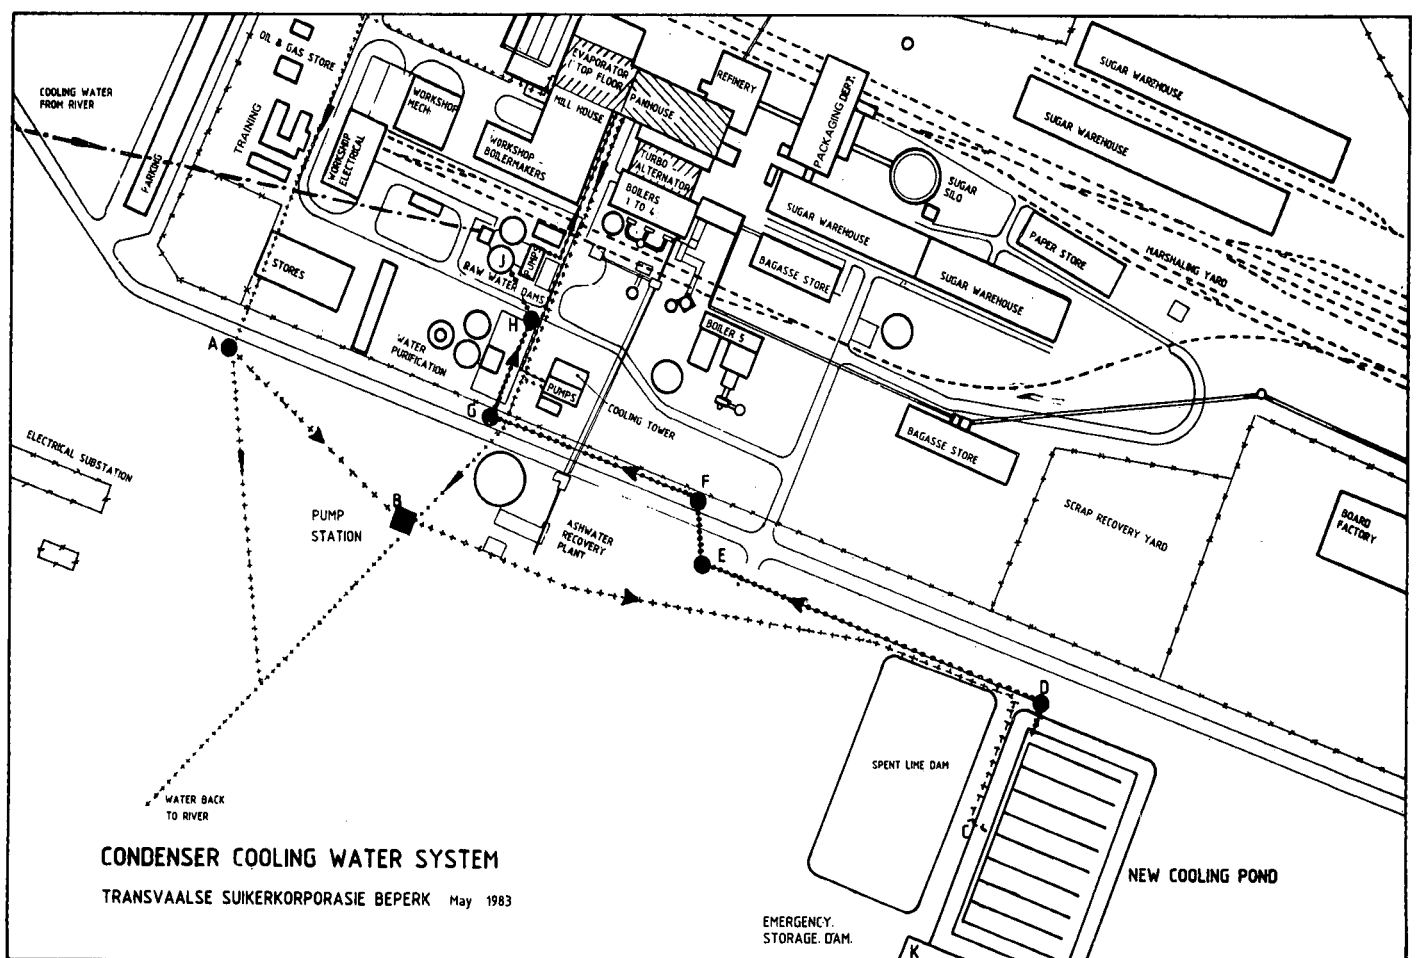 OIL & GAS STORE
COOLING WATER
FROM RIVER
TRAINING
PARKING
WORKSHOP
ELECTRICAL
WORKSHOP
MECH
WORKSHOP
BOILERMAKERS
EVAPORATOR
TOP FLOOR
MILL HOUSE
PANHOUSE
REFINERY
PACKAGING DEPT.
TURBO
ALTERNATOR
BOILERS
1 TO 4
SUGAR WAREHOUSE
SUGAR WAREHOUSE
SUGAR
SILO
SUGAR WAREHOUSE
SUGAR WAREHOUSE
PAPER STORE
MARSHALING YARD
BAGASSE STORE
BOILER 5
STORES
J
PUMPS
RAW WATER DAMS
H
WATER
PURIFICATION
A
G
PUMPS
COOLING TOWER
BAGASSE STORE
ELECTRICAL SUBSTATION
B
PUMP
STATION
F
ASHWATER
RECOVERY
PLANT
E
SCRAP RECOVERY YARD
BOARD
FACTORY
D
SPENT LIME DAM
C
WATER BACK
TO RIVER
CONDENSER COOLING WATER SYSTEM
TRANSVAALSE SUIKERKORPORASIE BEPERK May 1983
NEW COOLING POND
EMERGENCY.
STORAGE. DAM.
K